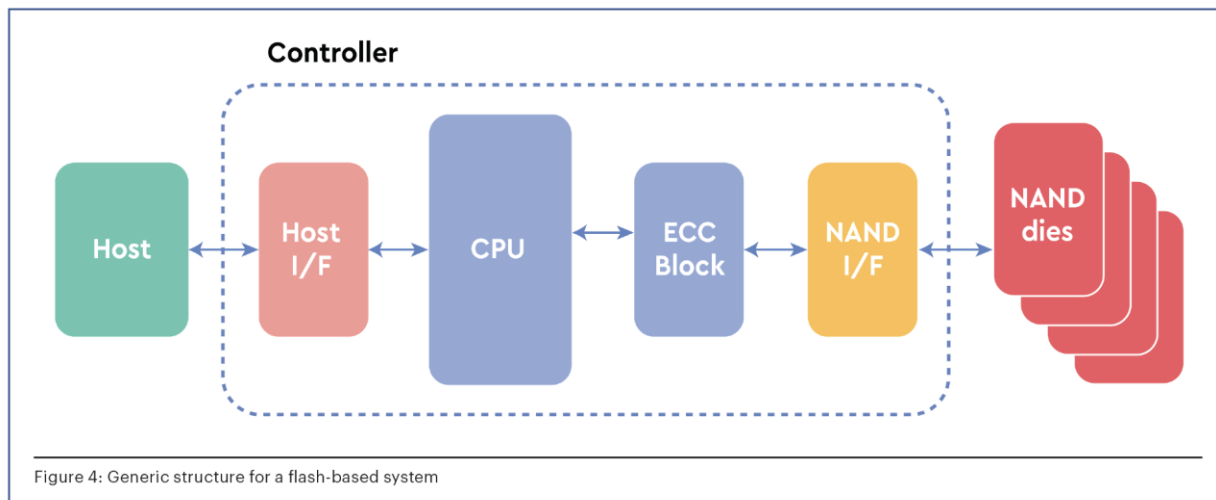 Controller
Host
Host
I/F
CPU
ECC
Block
NAND
I/F
NAND
dies
Figure 4: Generic structure for a flash-based system